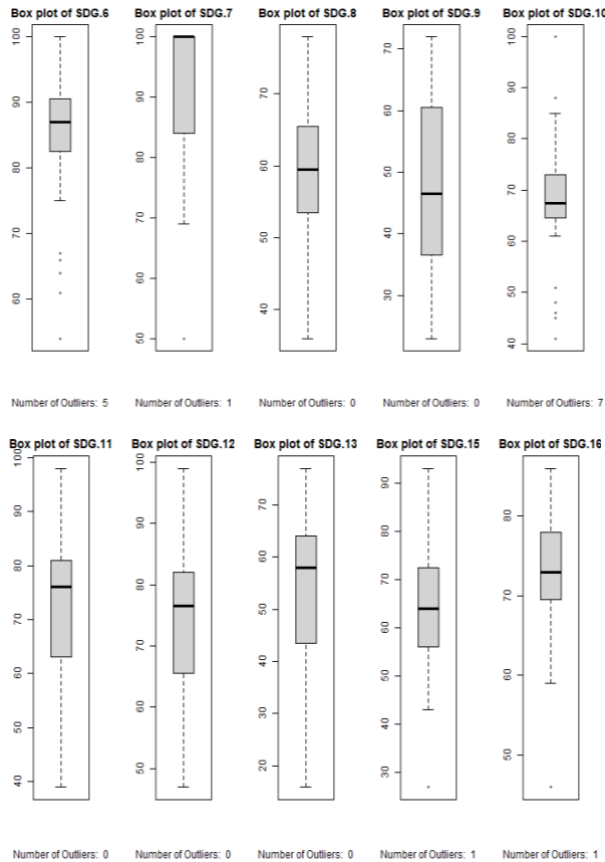 Box plot of SDG.6
Box plot of SDG.7
Box plot of SDG.8
Box plot of SDG.9
Box plot of SDG.10
100
90
80
70
60
100
90
80
70
60
50
70
60
50
40
70
60
50
40
30
100
90
80
70
60
50
40
Number of Outliers: 5
Number of Outliers: 1
Number of Outliers: 0
Number of Outliers: 0
Number of Outliers: 7
Box plot of SDG.11
Box plot of SDG.12
Box plot of SDG.13
Box plot of SDG.15
Box plot of SDG.16
100
90
80
70
60
50
40
100
90
80
70
60
50
70
60
50
40
30
20
90
80
70
60
50
40
30
80
70
60
50
Number of Outliers: 0
Number of Outliers: 0
Number of Outliers: 0
Number of Outliers: 1
Number of Outliers: 1